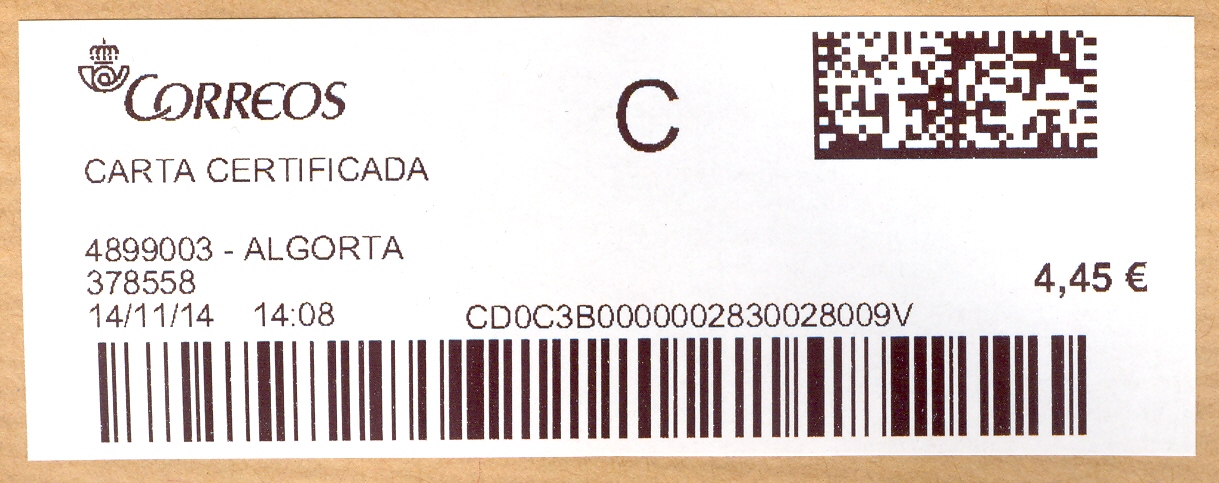 CORREOS
C
CARTA CERTIFICADA
4899003 - ALGORTA
378558
4,45 €
14/11/14 14:08 CD0C3B0000002830028009V